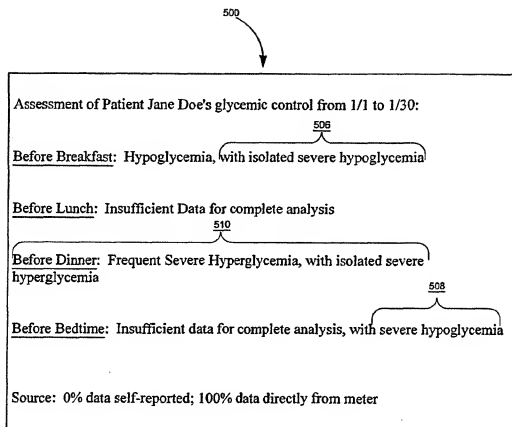 500
Assessment of Patient Jane Doe's glycemic control from 1/1 to 1/30:
506
Before Breakfast: Hypoglycemia, with isolated severe hypoglycemia
Before Lunch: Insufficient Data for complete analysis
510
Before Dinner: Frequent Severe Hyperglycemia, with isolated severe
hyperglycemia
508
Before Bedtime: Insufficient data for complete analysis, with severe hypoglycemia
Source: 0% data self-reported; 100% data directly from meter